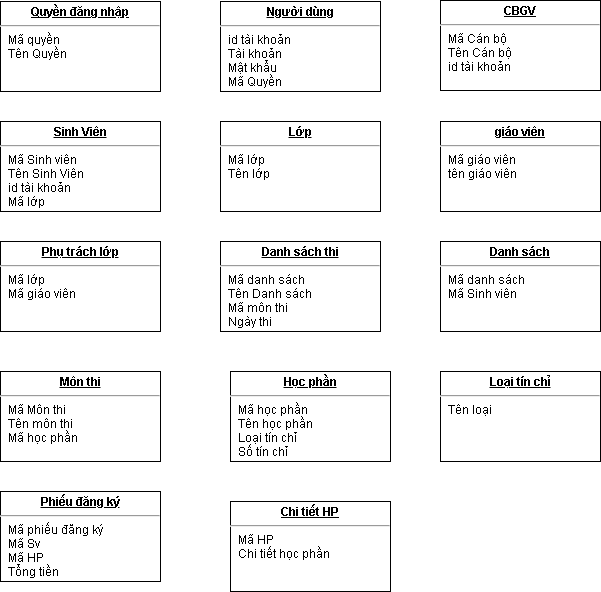 Quyền đăng nhập
Mã quyền
Tên Quyền
Người dùng
id tài khoản
Tài khoản
Mật khẩu
Mã Quyền
CBGV
Mã Cán bộ
Tên Cán bộ
id tài khoản
Sinh Viên
Mã Sinh viên
Tên Sinh Viên
id tài khoản
Mã lớp
Lớp
Mã lớp
Tên lớp
giáo viên
Mã giáo viên
tên giáo viên
Phụ trách lớp
Mã lớp
Mã giáo viên
Danh sách thi
Mã danh sách
Tên Danh sách
Mã môn thi
Ngày thi
Danh sách
Mã danh sách
Mã Sinh viên
Môn thi
Mã Môn thi
Tên môn thi
Mã học phần
Học phần
Mã học phần
Tên học phần
Loại tín chỉ
Số tín chỉ
Loại tín chỉ
Tên loại
Phiếu đăng ký
Mã phiếu đăng ký
Mã Sv
Mã HP
Tổng tiền
Chi tiết HP
Mã HP
Chi tiết học phần